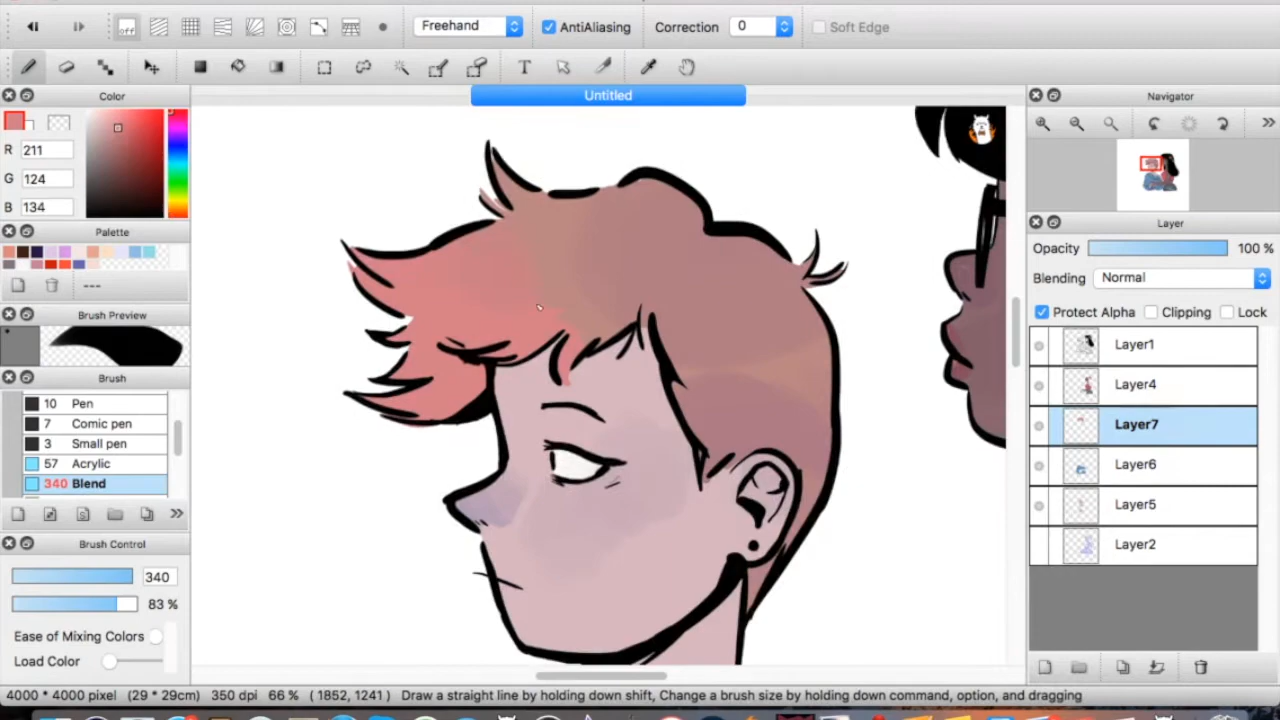 off
Freehand
AntiAliasing
Correction
0
Soft Edge
T
Untitled
Color
R 211
G 124
B 134
Palette
---
Brush Preview
Brush
10 Pen
7 Comic pen
3 Small pen
57 Acrylic
340 Blend
Brush Control
340
83 %
Ease of Mixing Colors
Load Color
Navigator
Layer
Opacity 100 %
Blending Normal
Protect Alpha Clipping Lock
Layer1
Layer4
Layer7
Layer6
Layer5
Layer2
4000 * 4000 pixel (29 * 29cm) 350 dpi 66 % ( 1852, 1241 ) Draw a straight line by holding down shift, Change a brush size by holding down command, option, and dragging